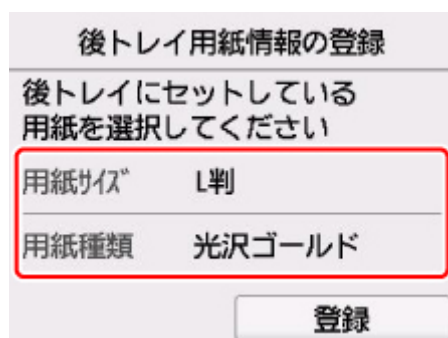 後トレイ用紙情報の登録
後トレイにセットしている
用紙を選択してください
用紙ｻｲｽﾞ L判
用紙種類 光沢ゴールド
登録